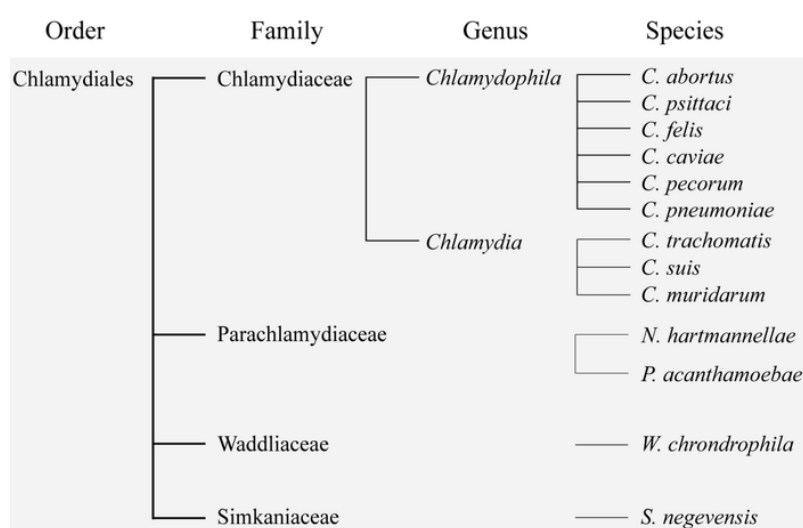 Order Family Genus Species
Chlamydiales Chlamydiaceae Chlamydophila C. abortus
C. psittaci
C. felis
C. caviae
C. pecorum
C. pneumoniae
Chlamydia C. trachomatis
C. suis
C. muridarum
Parachlamydiaceae N. hartmannellae
P. acanthamoebae
Waddliaceae W. chrondrophila
Simkaniaceae S. negevensis